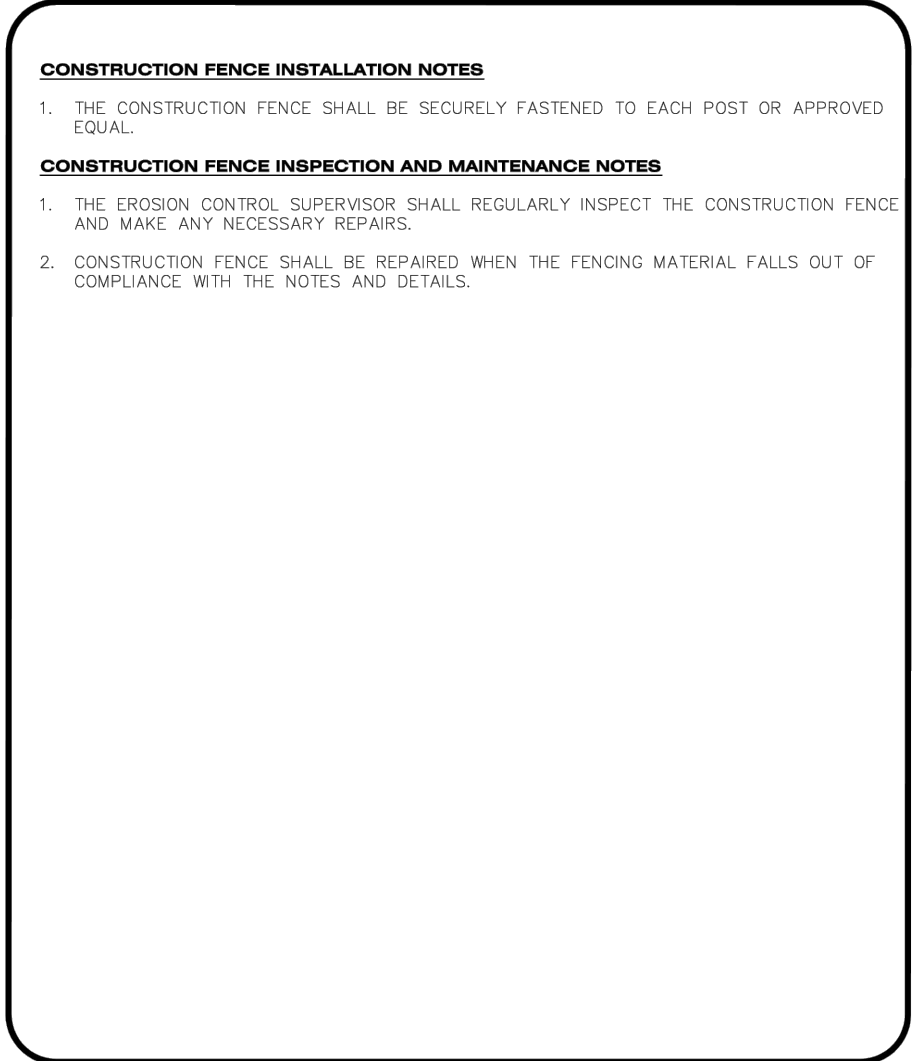 CONSTRUCTION FENCE INSTALLATION NOTES
1. THE CONSTRUCTION FENCE SHALL BE SECURELY FASTENED TO EACH POST OR APPROVED
EQUAL.
CONSTRUCTION FENCE INSPECTION AND MAINTENANCE NOTES
1. THE EROSION CONTROL SUPERVISOR SHALL REGULARLY INSPECT THE CONSTRUCTION FENCE
AND MAKE ANY NECESSARY REPAIRS.
2. CONSTRUCTION FENCE SHALL BE REPAIRED WHEN THE FENCING MATERIAL FALLS OUT OF
COMPLIANCE WITH THE NOTES AND DETAILS.